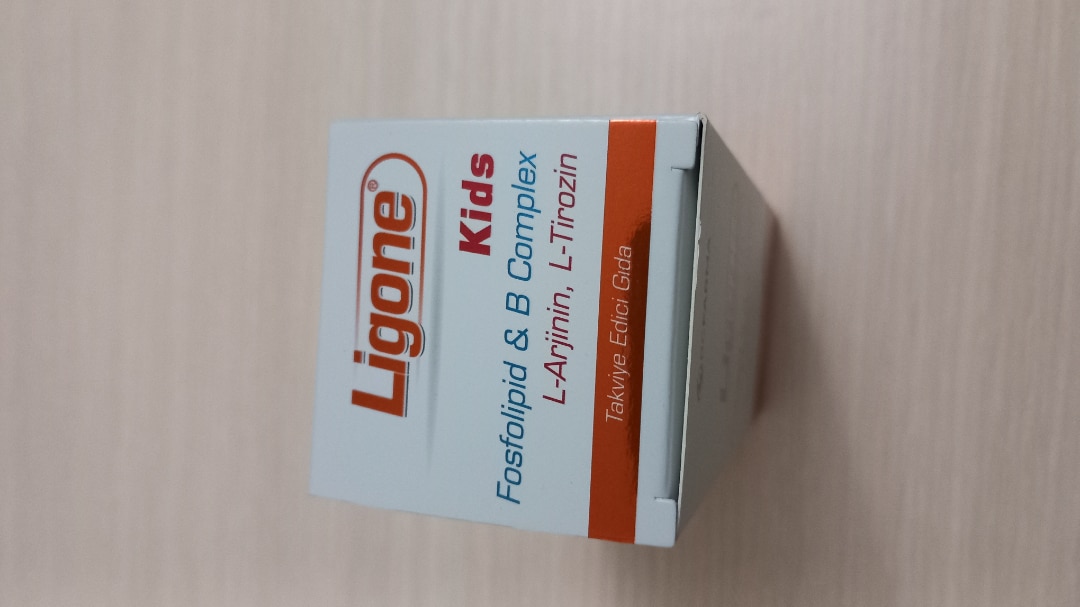 Ligone®
Kids
Fosfolipid & B Complex
L-Arjinin, L-Tirozin
Takviye Edici Gıda